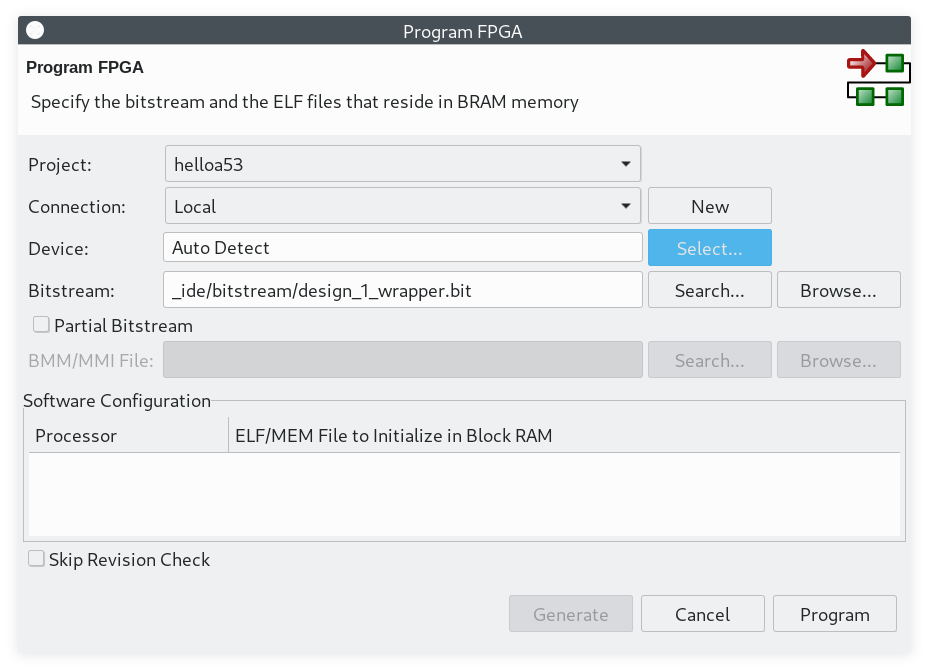 Program FPGA
Program FPGA
Specify the bitstream and the ELF files that reside in BRAM memory
Project: helloa53
Connection: Local New
Device: Auto Detect Select...
Bitstream: _ide/bitstream/design_1_wrapper.bit Search... Browse...
Partial Bitstream
BMM/MMI File: Search... Browse...
Software Configuration
Processor ELF/MEM File to Initialize in Block RAM
Skip Revision Check
Generate Cancel Program